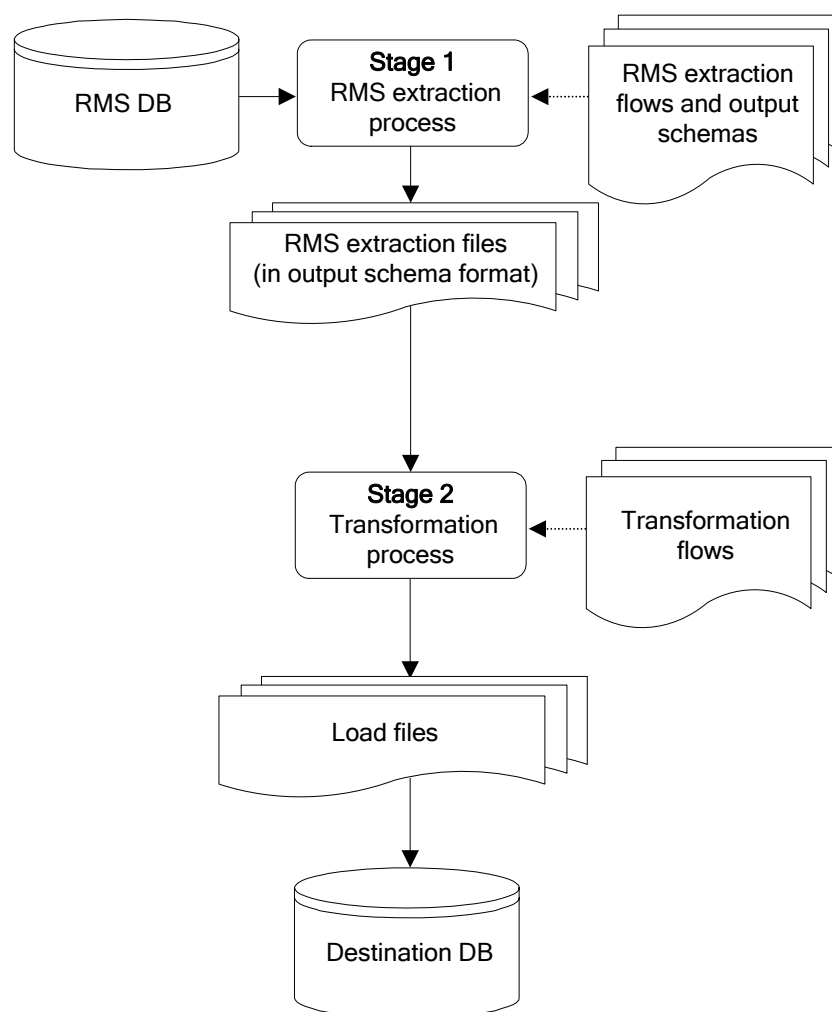 RMS DB
Stage 1
RMS extraction
process
RMS extraction
flows and output
schemas
RMS extraction files
(in output schema format)
Stage 2
Transformation
process
Transformation
flows
Load files
Destination DB